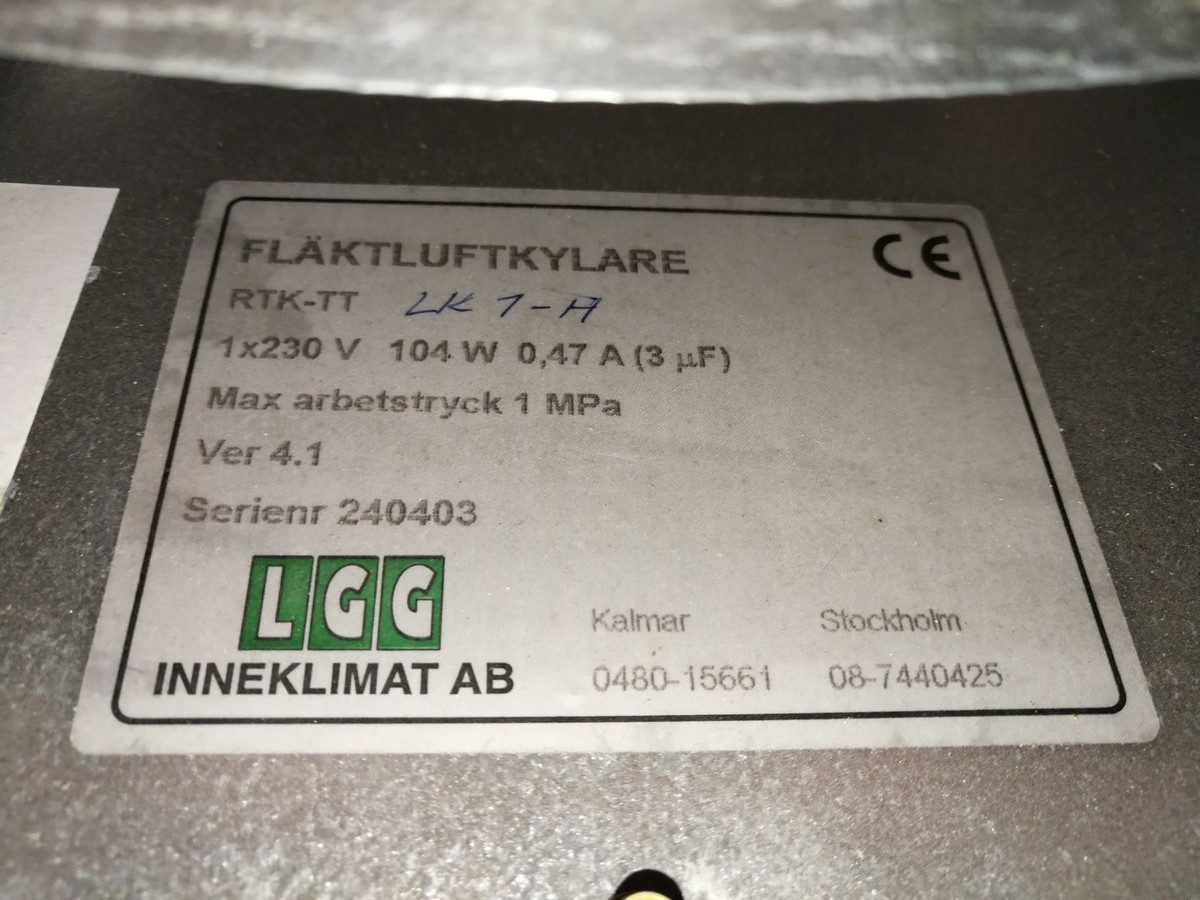 FLÄKTLUFTKYLARE CE
RTK-TT LK 1-A
1x230 V 104 W 0,47 A (3 µF)
Max arbetstryck 1 MPa
Ver 4.1
Serienr 240403
LGG
INNEKLIMAT AB
Kalmar Stockholm
0480-15661 08-7440425